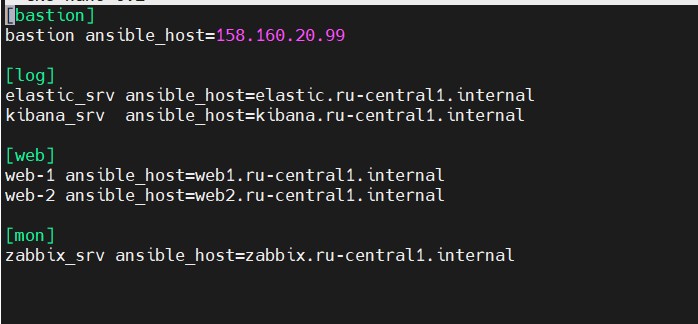 [bastion]
bastion ansible_host=158.160.20.99
[log]
elastic_srv ansible_host=elastic.ru-central1.internal
kibana_srv  ansible_host=kibana.ru-central1.internal
[web]
web-1 ansible_host=web1.ru-central1.internal
web-2 ansible_host=web2.ru-central1.internal
[mon]
zabbix_srv ansible_host=zabbix.ru-central1.internal